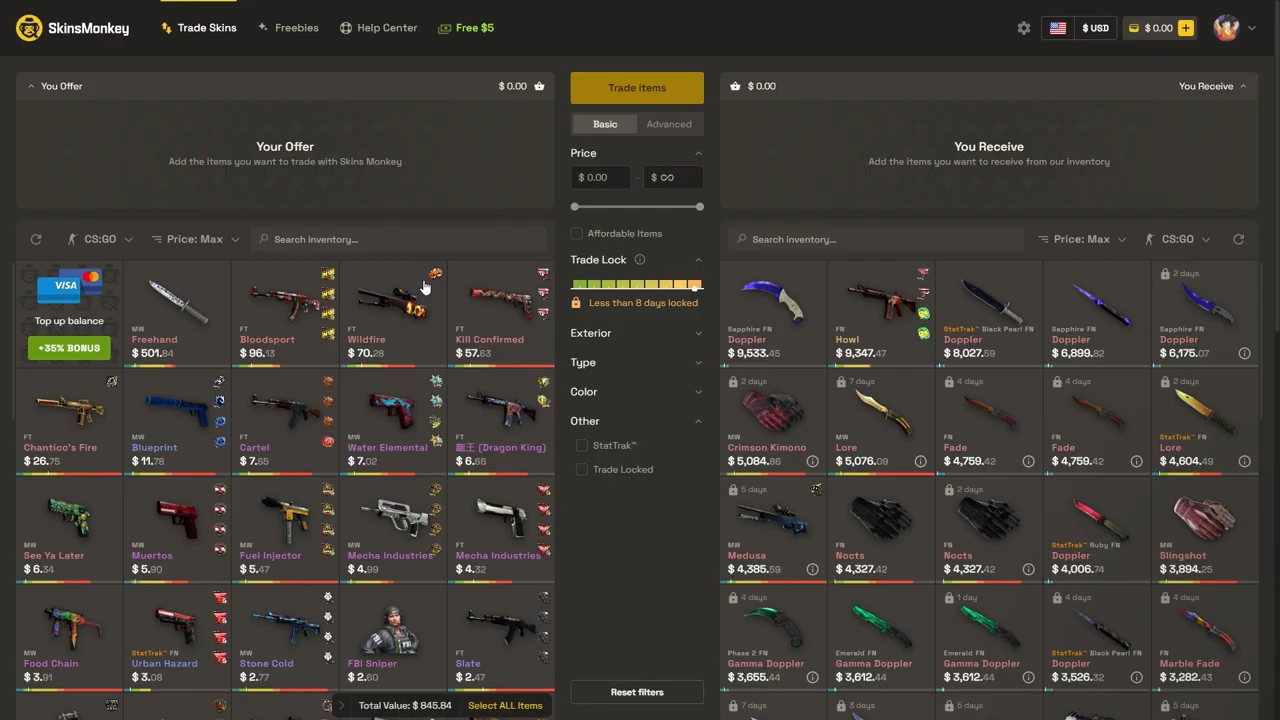 SkinsMonkey
Trade Skins
Freebies
Help Center
Free $5
$ USD
$ 0.00
You Offer
$ 0.00
Your Offer
Add the items you want to trade with Skins Monkey
Trade items
Basic
Advanced
Price
$ 0.00
-
$ ∞
Affordable Items
Trade Lock
Less than 8 days locked
Exterior
Type
Color
Other
StatTrak™
Trade Locked
Reset filters
$ 0.00
You Receive
You Receive
Add the items you want to receive from our inventory
CS:GO
Price: Max
Search inventory...
VISA
Top up balance
+35% BONUS
MW
Freehand
$ 501.84
FT
Bloodsport
$ 96.13
FT
Wildfire
$ 70.28
FT
Kill Confirmed
$ 57.63
FT
Chantico's Fire
$ 26.75
MW
Blueprint
$ 11.78
FT
Cartel
$ 7.65
MW
Water Elemental
$ 7.02
FT
龍王 (Dragon King)
$ 6.66
MW
See Ya Later
$ 6.34
MW
Muertos
$ 5.90
MW
Fuel Injector
$ 5.47
MW
Mecha Industries
$ 4.99
MW
Mecha Industries
$ 4.32
MW
Food Chain
$ 3.91
StatTrak™ FN
Urban Hazard
$ 3.08
MW
Stone Cold
$ 2.77
FBI
FBI Sniper
$ 2.60
FT
Slate
$ 2.47
Total Value: $ 845.84
Select ALL Items
Search inventory...
Price: Max
CS:GO
Sapphire FN
Doppler
$ 9,533.45
FN
Howl
$ 9,347.47
StatTrak™ Black Pearl FN
Doppler
$ 8,027.59
Sapphire FN
Doppler
$ 6,899.82
2 days
Sapphire FN
Doppler
$ 6,175.07
2 days
MW
Crimson Kimono
$ 5,084.86
7 days
MW
Lore
$ 5,076.09
4 days
FN
Fade
$ 4,759.42
4 days
FN
Fade
$ 4,759.42
2 days
StatTrak™ FT
Lore
$ 4,604.49
5 days
MW
Medusa
$ 4,385.59
FN
Nocts
$ 4,327.42
2 days
FN
Nocts
$ 4,327.42
StatTrak™ Ruby FN
Doppler
$ 4,006.74
MW
Slingshot
$ 3,894.25
4 days
Phase 2 FN
Gamma Doppler
$ 3,655.44
Emerald FN
Gamma Doppler
$ 3,612.44
1 day
Emerald FN
Gamma Doppler
$ 3,612.44
4 days
StatTrak™ Black Pearl FN
Doppler
$ 3,526.32
4 days
FN
Marble Fade
$ 3,282.43
7 days
3 days
5 days
4 days
5 days